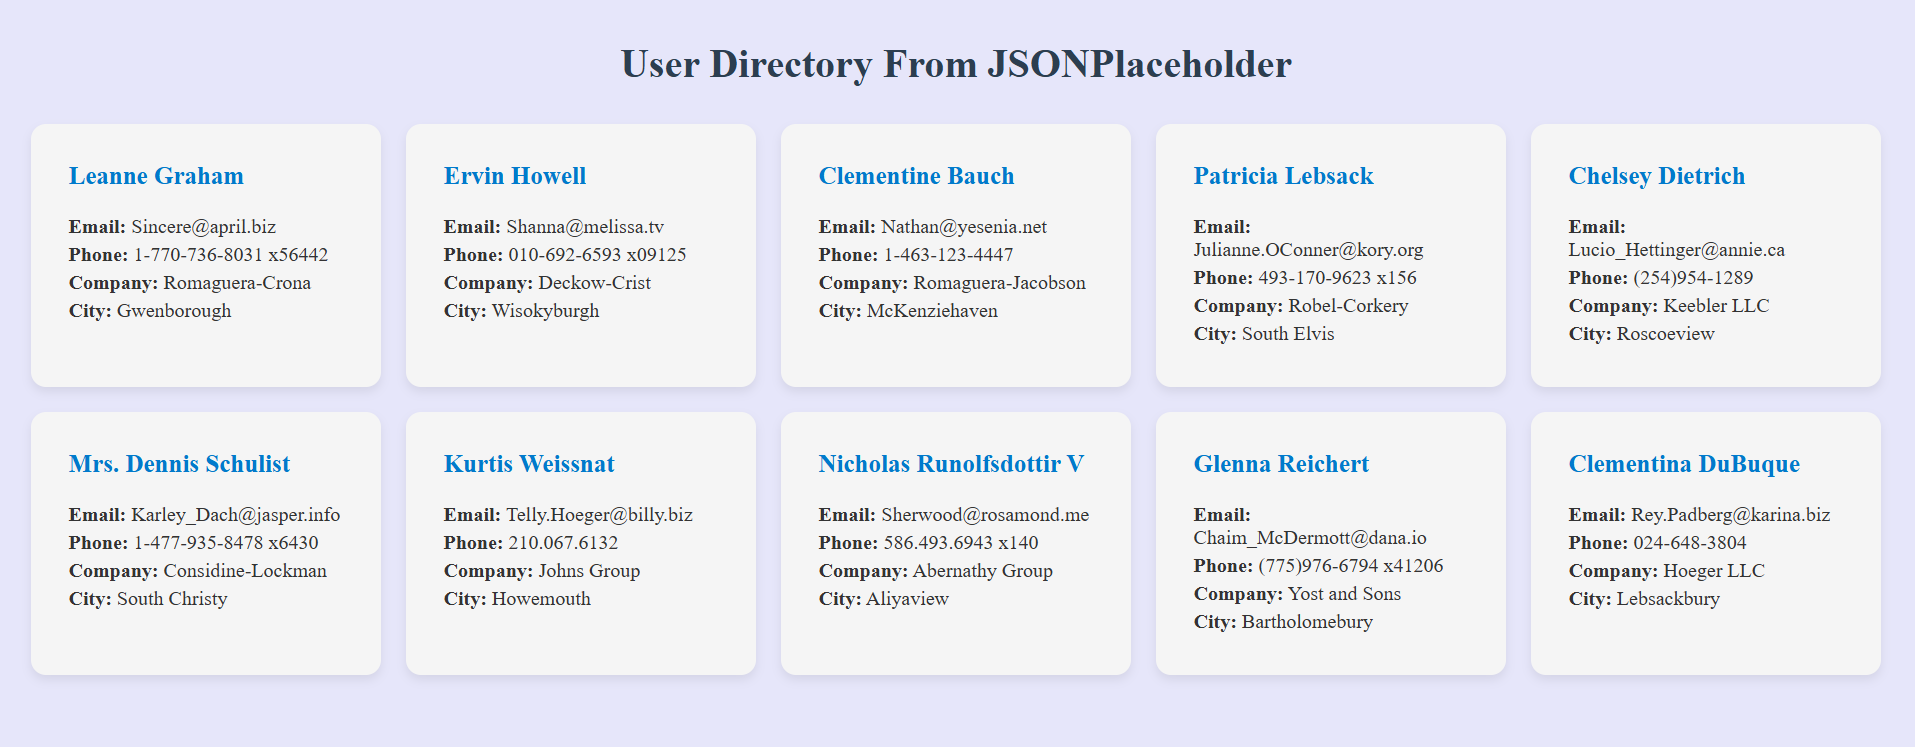 User Directory From JSONPlaceholder
Leanne Graham
Email: Sincere@april.biz
Phone: 1-770-736-8031 x56442
Company: Romaguera-Crona
City: Gwenborough
Ervin Howell
Email: Shanna@melissa.tv
Phone: 010-692-6593 x09125
Company: Deckow-Crist
City: Wisokyburgh
Clementine Bauch
Email: Nathan@yesenia.net
Phone: 1-463-123-4447
Company: Romaguera-Jacobson
City: McKenziehaven
Patricia Lebsack
Email:
Julianne.OConner@kory.org
Phone: 493-170-9623 x156
Company: Robel-Corkery
City: South Elvis
Chelsey Dietrich
Email:
Lucio_Hettinger@annie.ca
Phone: (254)954-1289
Company: Keebler LLC
City: Roscoeview
Mrs. Dennis Schulist
Email: Karley_Dach@jasper.info
Phone: 1-477-935-8478 x6430
Company: Considine-Lockman
City: South Christy
Kurtis Weissnat
Email: Telly.Hoeger@billy.biz
Phone: 210.067.6132
Company: Johns Group
City: Howemouth
Nicholas Runolfsdottir V
Email: Sherwood@rosamond.me
Phone: 586.493.6943 x140
Company: Abernathy Group
City: Aliyaview
Glenna Reichert
Email:
Chaim_McDermott@dana.io
Phone: (775)976-6794 x41206
Company: Yost and Sons
City: Bartholomebury
Clementina DuBuque
Email: Rey.Padberg@karina.biz
Phone: 024-648-3804
Company: Hoeger LLC
City: Lebsackbury